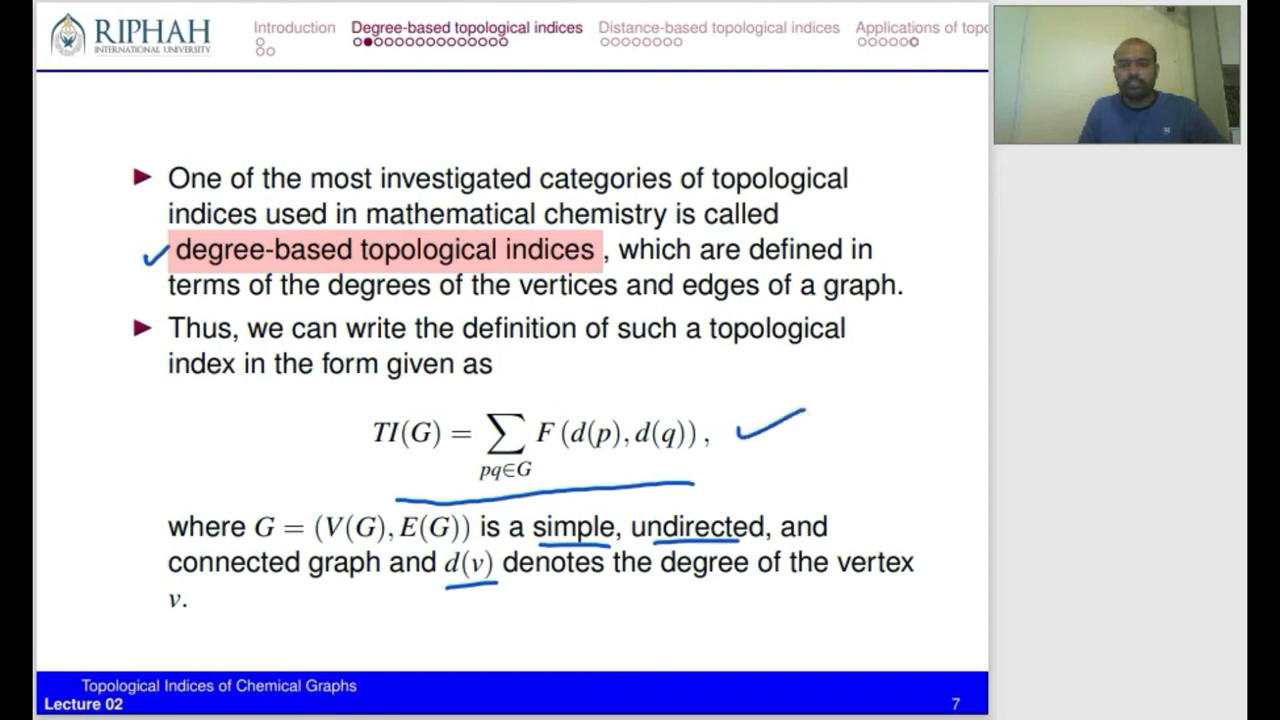 RIPHAH
INTERNATIONAL UNIVERSITY
Introduction
Degree-based topological indices
Distance-based topological indices
Applications of topo
One of the most investigated categories of topological
indices used in mathematical chemistry is called
degree-based topological indices , which are defined in
terms of the degrees of the vertices and edges of a graph.
Thus, we can write the definition of such a topological
index in the form given as
TI(G) = ∑ F (d(p), d(q)) ,
pq∈G
where G = (V(G), E(G)) is a simple, undirected, and
connected graph and d(v) denotes the degree of the vertex
v.
Topological Indices of Chemical Graphs
Lecture 02
7